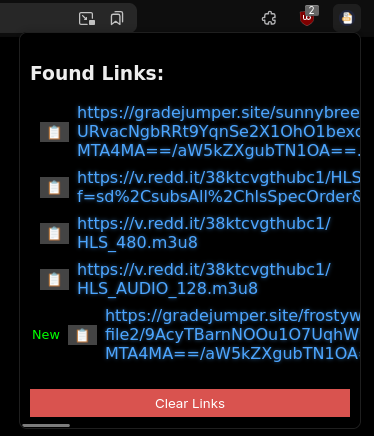 2
Found Links:
https://gradejumper.site/sunnybree
URvacNgbRRt9YqnSe2X1OhO1bexc
MTA4MA==/aW5kZXgubTN1OA==.
https://v.redd.it/38ktcvgthubc1/HLS
f=sd%2CsubsAll%2ChlsSpecOrder&
https://v.redd.it/38ktcvgthubc1/
HLS_480.m3u8
https://v.redd.it/38ktcvgthubc1/
HLS_AUDIO_128.m3u8
https://gradejumper.site/frostyw
New file2/9AcyTBarnNOOu1O7UqhW
MTA4MA==/aW5kZXgubTN1OA
Clear Links